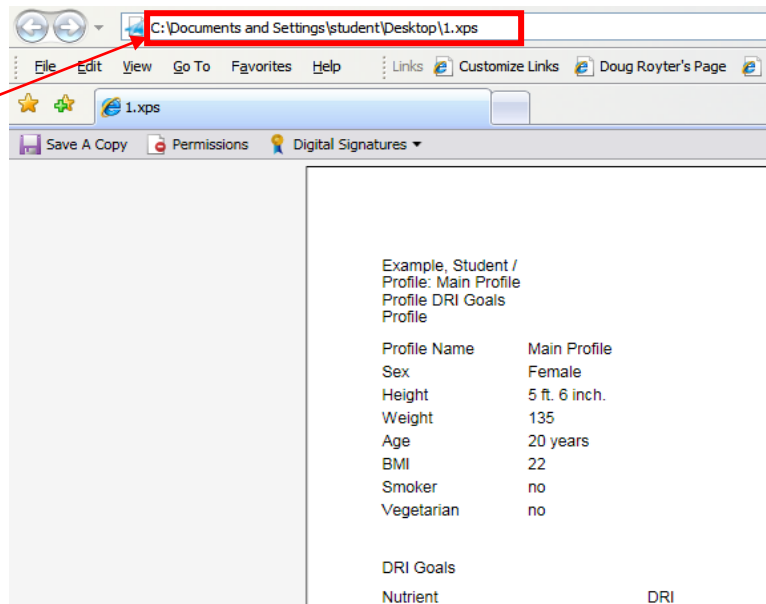 C:\Documents and Settings\student\Desktop\1.xps
File Edit View Go To Favorites Help Links Customize Links Doug Royter's Page
1.xps
Save A Copy Permissions Digital Signatures
Example, Student /
Profile: Main Profile
Profile DRI Goals
Profile
Profile Name Main Profile
Sex Female
Height 5 ft. 6 inch.
Weight 135
Age 20 years
BMI 22
Smoker no
Vegetarian no
DRI Goals
Nutrient DRI